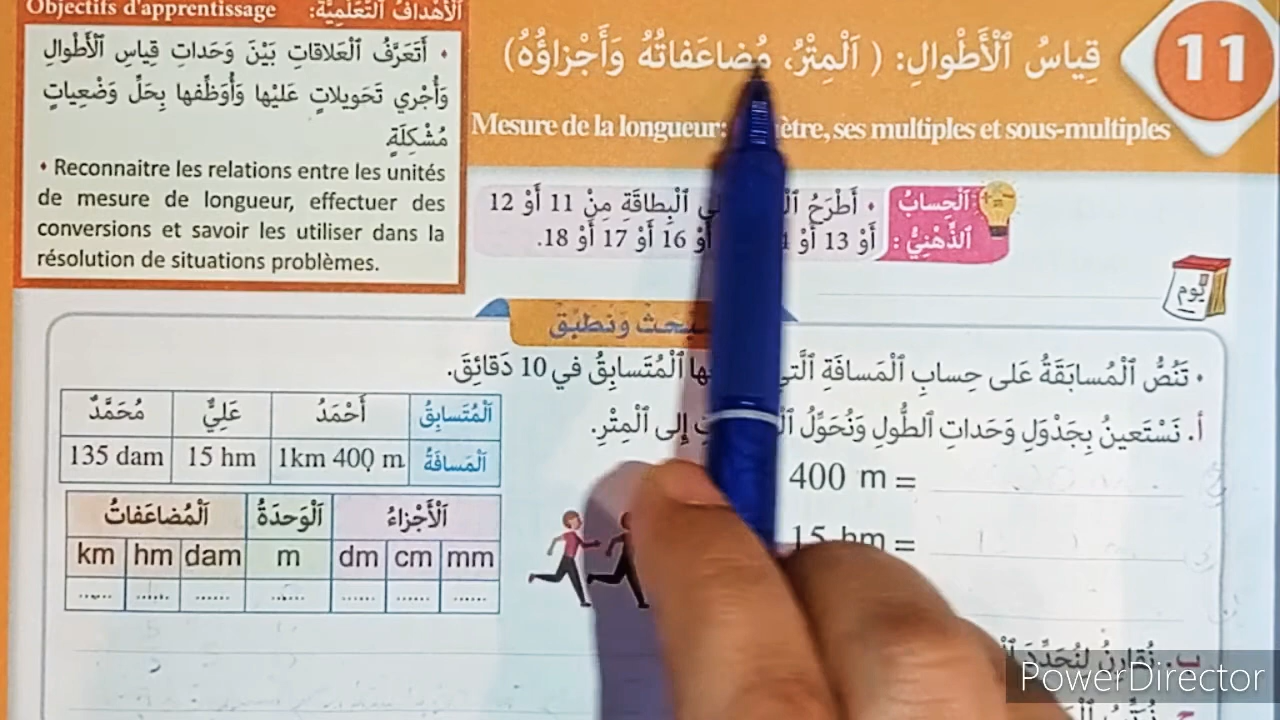 11
قِياسُ ٱلْأَطْوالِ: ( اَلْمِتْرُ، مُضاعَفاتُهُ وَأَجْزاؤُهُ)
Mesure de la longueur: mètre, ses multiples et sous-multiples
Objectifs d'apprentissage اَلْأَهْدافُ ٱلتَّعَلُّمِيَّةُ:
• أَتَعَرَّفُ ٱلْعَلاقاتِ بَيْنَ وَحَداتِ قِياسِ ٱلْأَطْوالِ
وَأُجْري تَحْويلاتٍ عَلَيْها وَأُوَظِّفُها بِحَلِّ وَضْعِياتٍ
مُشْكِلَةٍ
• Reconnaitre les relations entre les unités
de mesure de longueur, effectuer des
conversions et savoir les utiliser dans la
résolution de situations problèmes.
اَلْحِسابُ
ٱلذِّهْنِيُّ :
• أَطْرَحُ ٱلْبِطاقَةِ مِنْ 11 أَوْ 12
أَوْ 13 أَوْ أَوْ 16 أَوْ 17 أَوْ 18.
يوم
نَبْحَثُ وَنُطَبِّقُ
• تَنُصُّ ٱلْمُسابَقَةُ عَلى حِسابِ ٱلْمَسافَةِ ٱلَّتي ٱلْمُتَسابِقُ في 10 دَقائِقَ.
أ. نَسْتَعينُ بِجَدْوَلِ وَحَداتِ ٱلطُّولِ وَنُحَوِّلُ إِلى ٱلْمِتْرِ.
اَلْمُتَسابِقُ أَحْمَدُ عَلِيٌّ مُحَمَّدٌ
اَلْمَسافَةُ 1km 400 m 15 hm 135 dam
اَلْمُضاعَفاتُ اَلْوَحْدَةُ اَلْأَجْزاءُ
km hm dam m dm cm mm
...... ...... ...... ...... ...... ...... ......
400 m =
15 hm =
ب. نُقارِنُ لِنُحَدِّدَ
PowerDirector